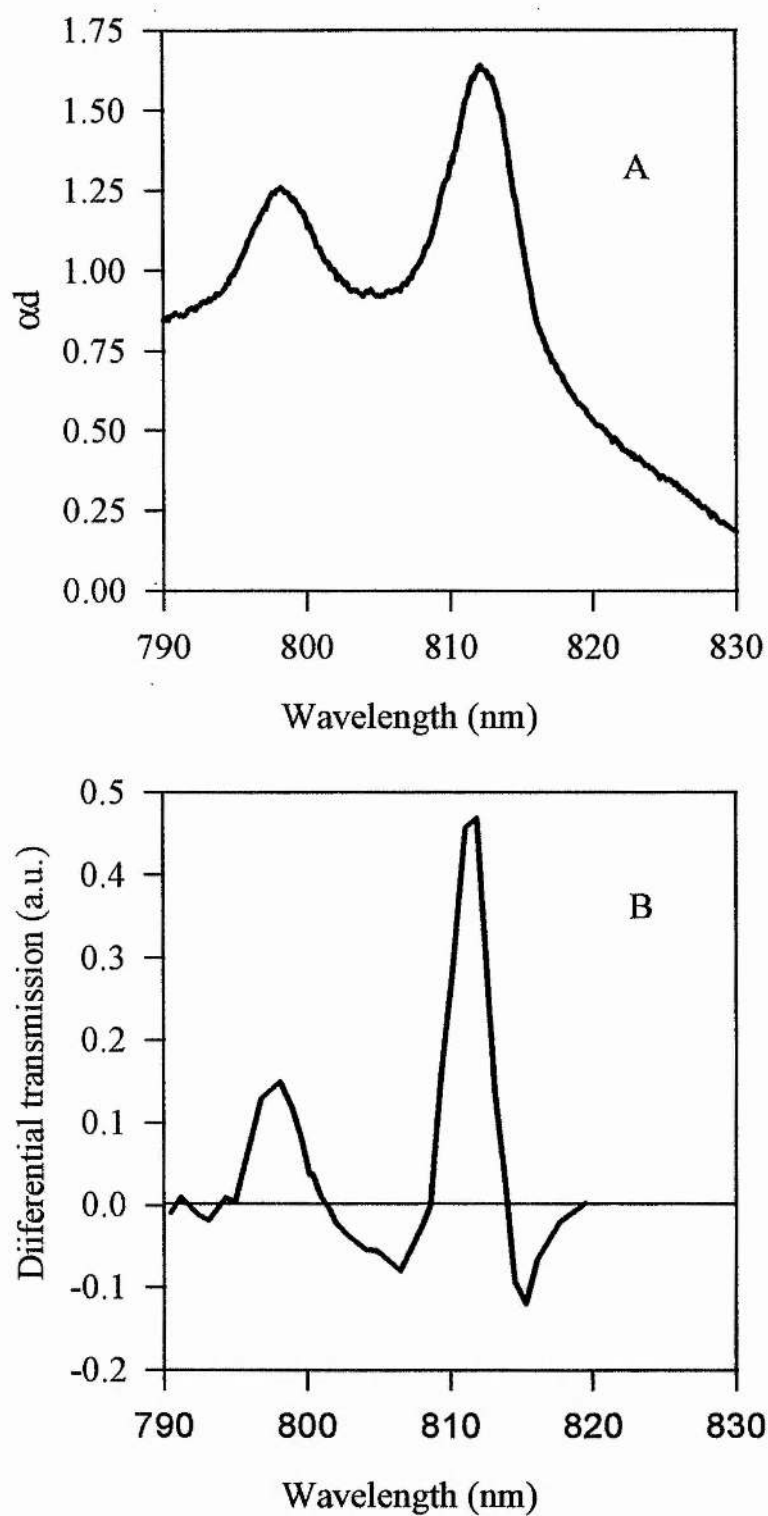 1.75
1.50
1.25
1.00
0.75
0.50
0.25
0.00
αd
A
790 800 810 820 830
Wavelength (nm)
0.5
0.4
0.3
0.2
0.1
0.0
-0.1
-0.2
Diiferential transmission (a.u.)
B
790 800 810 820 830
Wavelength (nm)